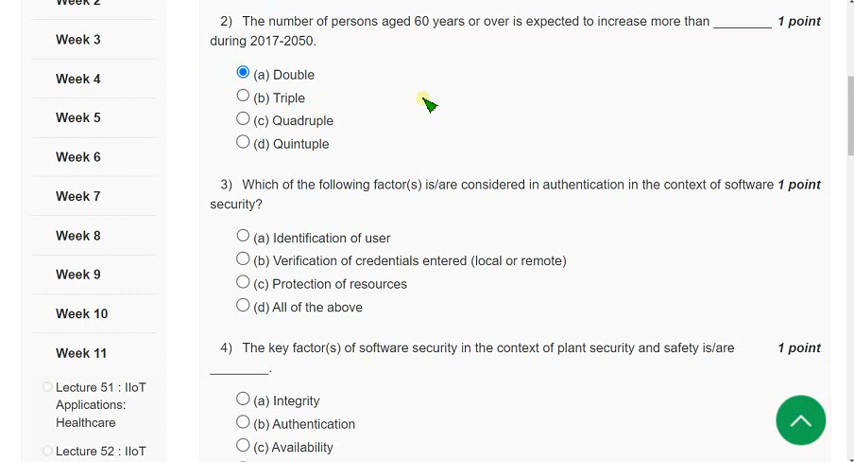 Week 2
Week 3
Week 4
Week 5
Week 6
Week 7
Week 8
Week 9
Week 10
Week 11
Lecture 51 : IIoT
Applications:
Healthcare
Lecture 52 : IIoT
2) The number of persons aged 60 years or over is expected to increase more than ________ 1 point
during 2017-2050.
(a) Double
(b) Triple
(c) Quadruple
(d) Quintuple
3) Which of the following factor(s) is/are considered in authentication in the context of software 1 point
security?
(a) Identification of user
(b) Verification of credentials entered (local or remote)
(c) Protection of resources
(d) All of the above
4) The key factor(s) of software security in the context of plant security and safety is/are 1 point
________.
(a) Integrity
(b) Authentication
(c) Availability